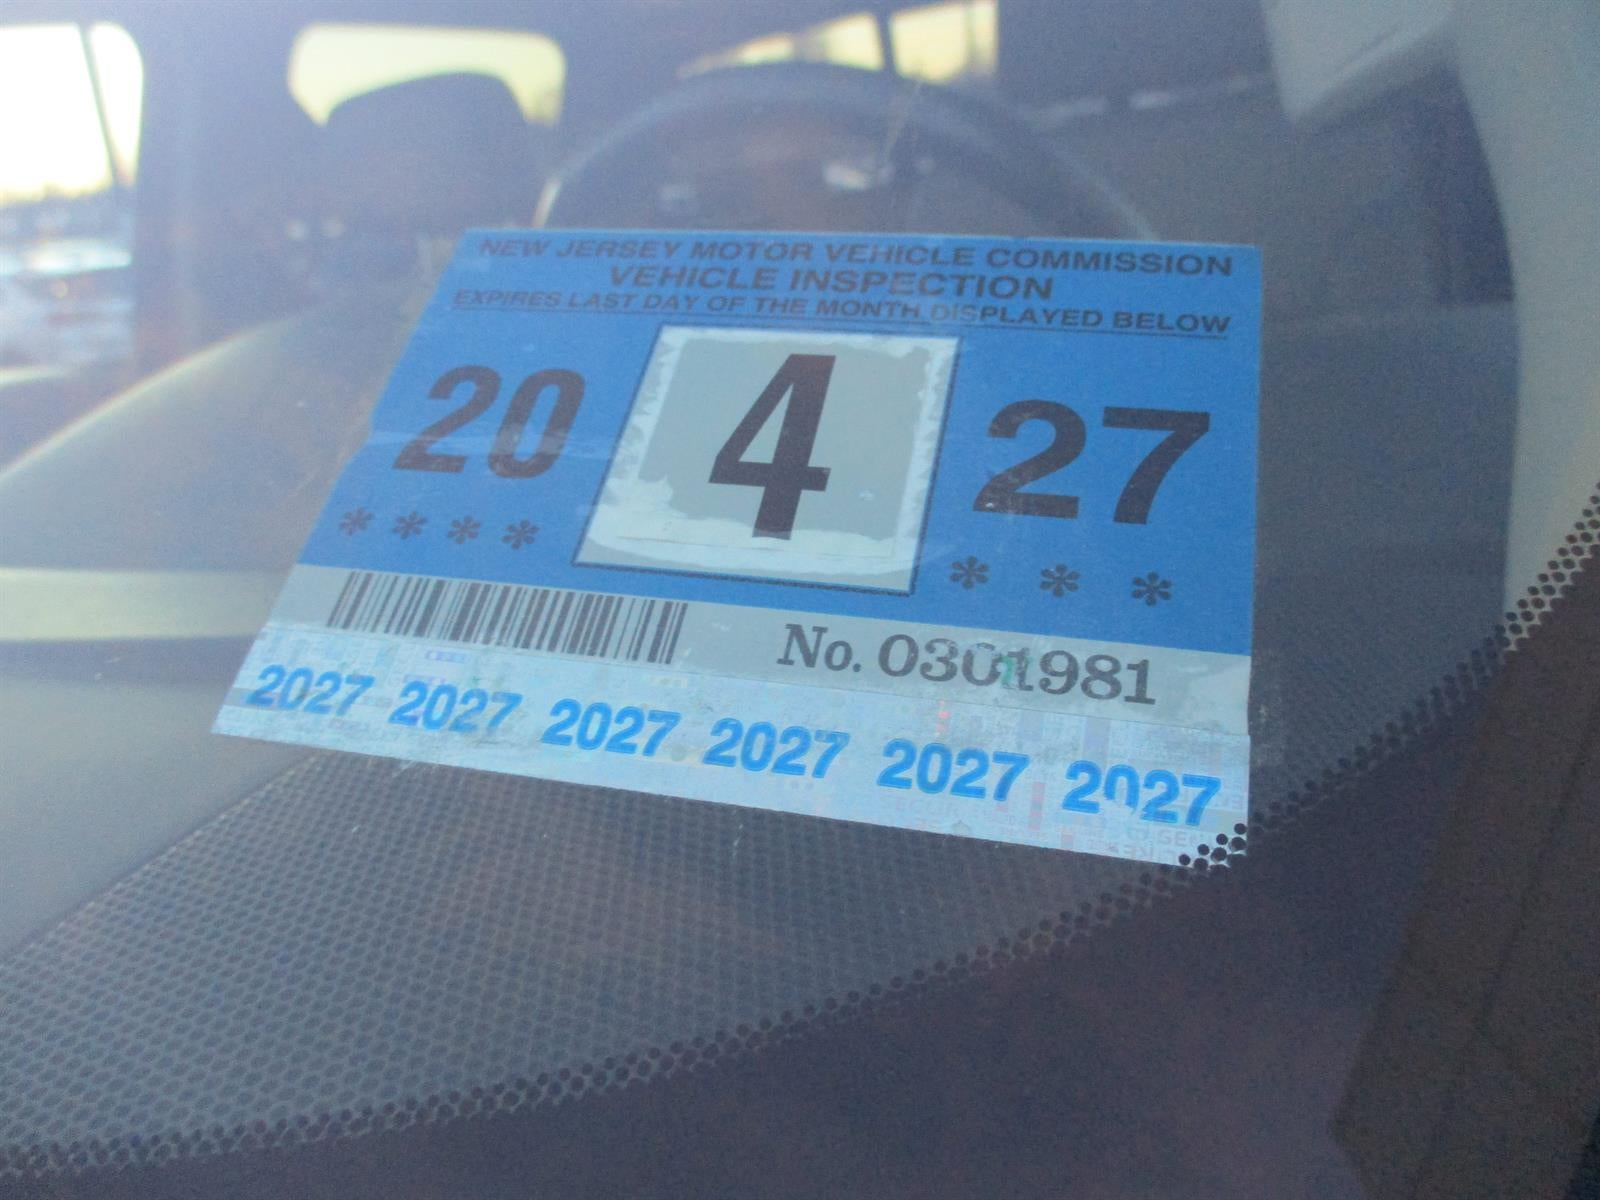 NEW JERSEY MOTOR VEHICLE COMMISSION
VEHICLE INSPECTION
EXPIRES LAST DAY OF THE MONTH DISPLAYED BELOW
20 4 27
**** ***
No. 0301981
2027 2027 2027 2027 2027 2027